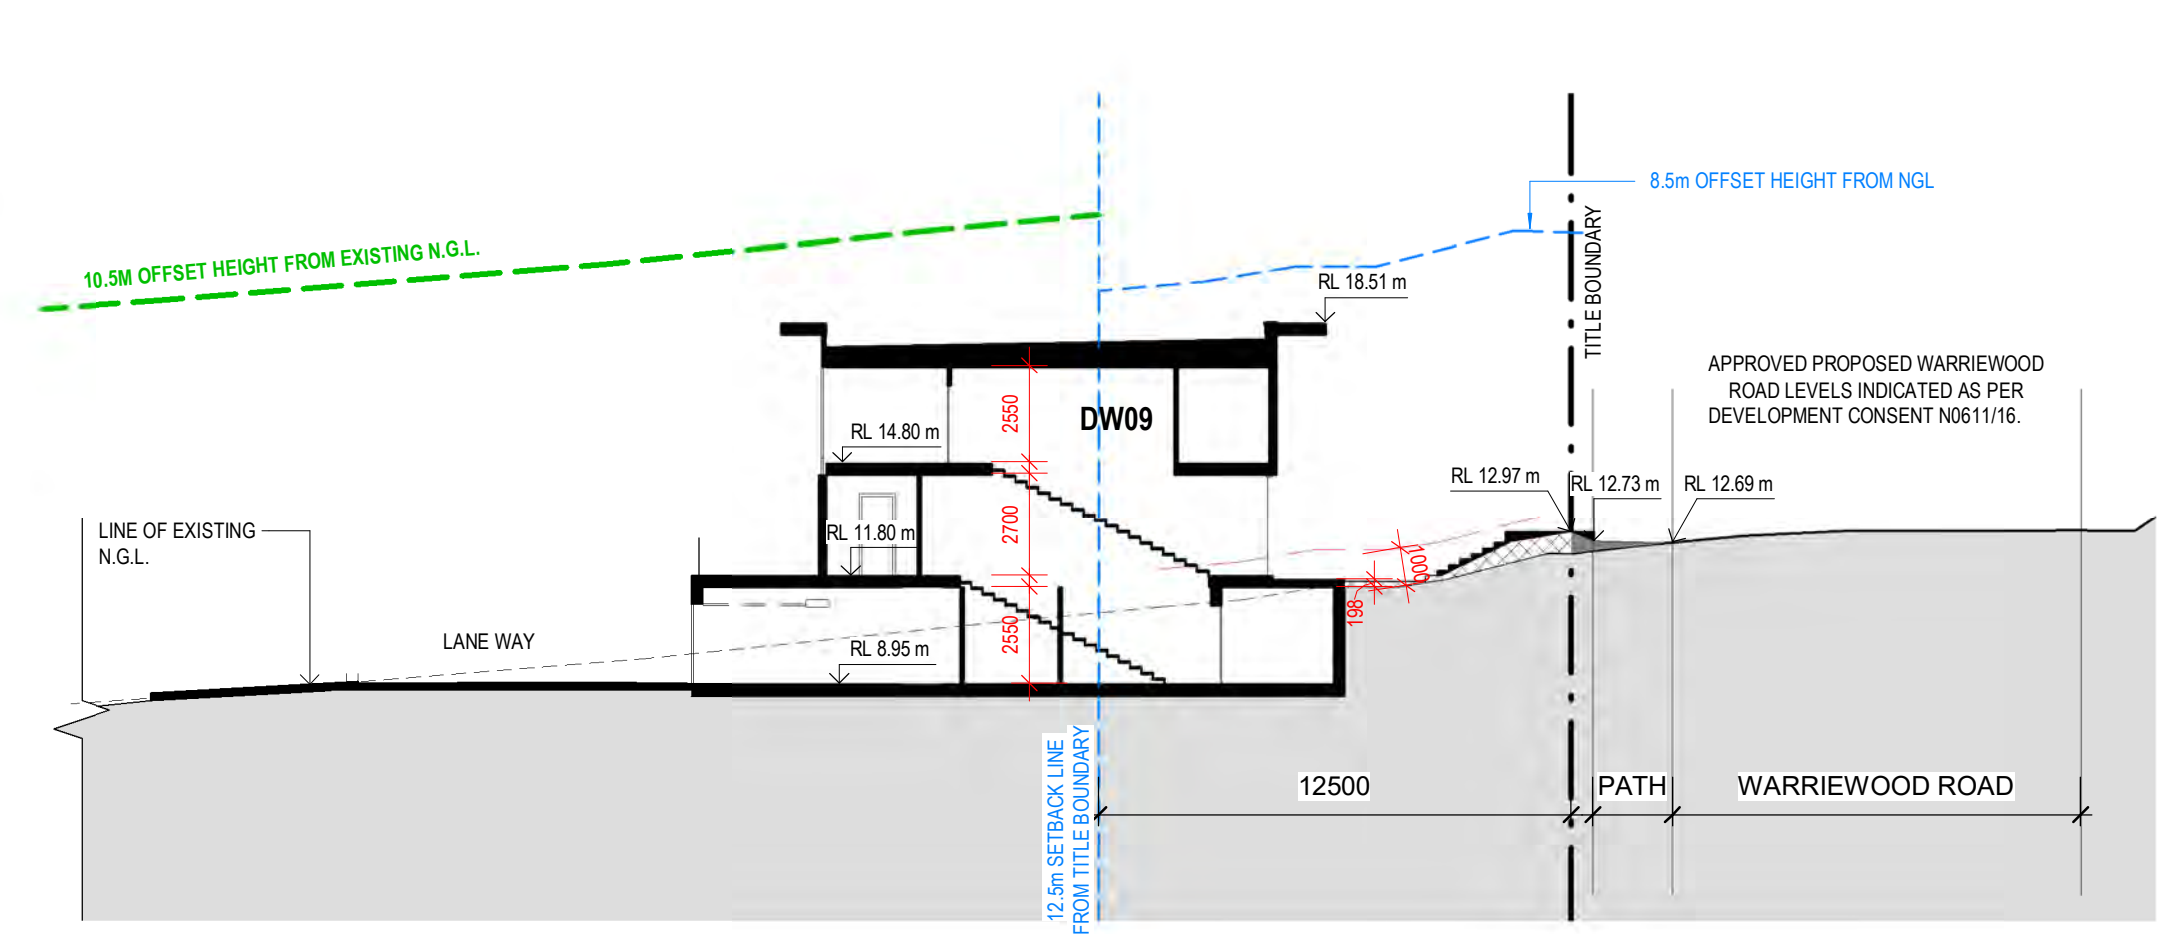 8.5m OFFSET HEIGHT FROM NGL
10.5M OFFSET HEIGHT FROM EXISTING N.G.L.
TITLE BOUNDARY
RL 18.51 m
APPROVED PROPOSED WARRIEWOOD
ROAD LEVELS INDICATED AS PER
DEVELOPMENT CONSENT N0611/16.
2550
DW09
RL 14.80 m
RL 12.97 m
RL 12.73 m
RL 12.69 m
LINE OF EXISTING
N.G.L.
RL 11.80 m
2700
1000
198
LANE WAY
2550
RL 8.95 m
12.5m SETBACK LINE
FROM TITLE BOUNDARY
12500
PATH
WARRIEWOOD ROAD